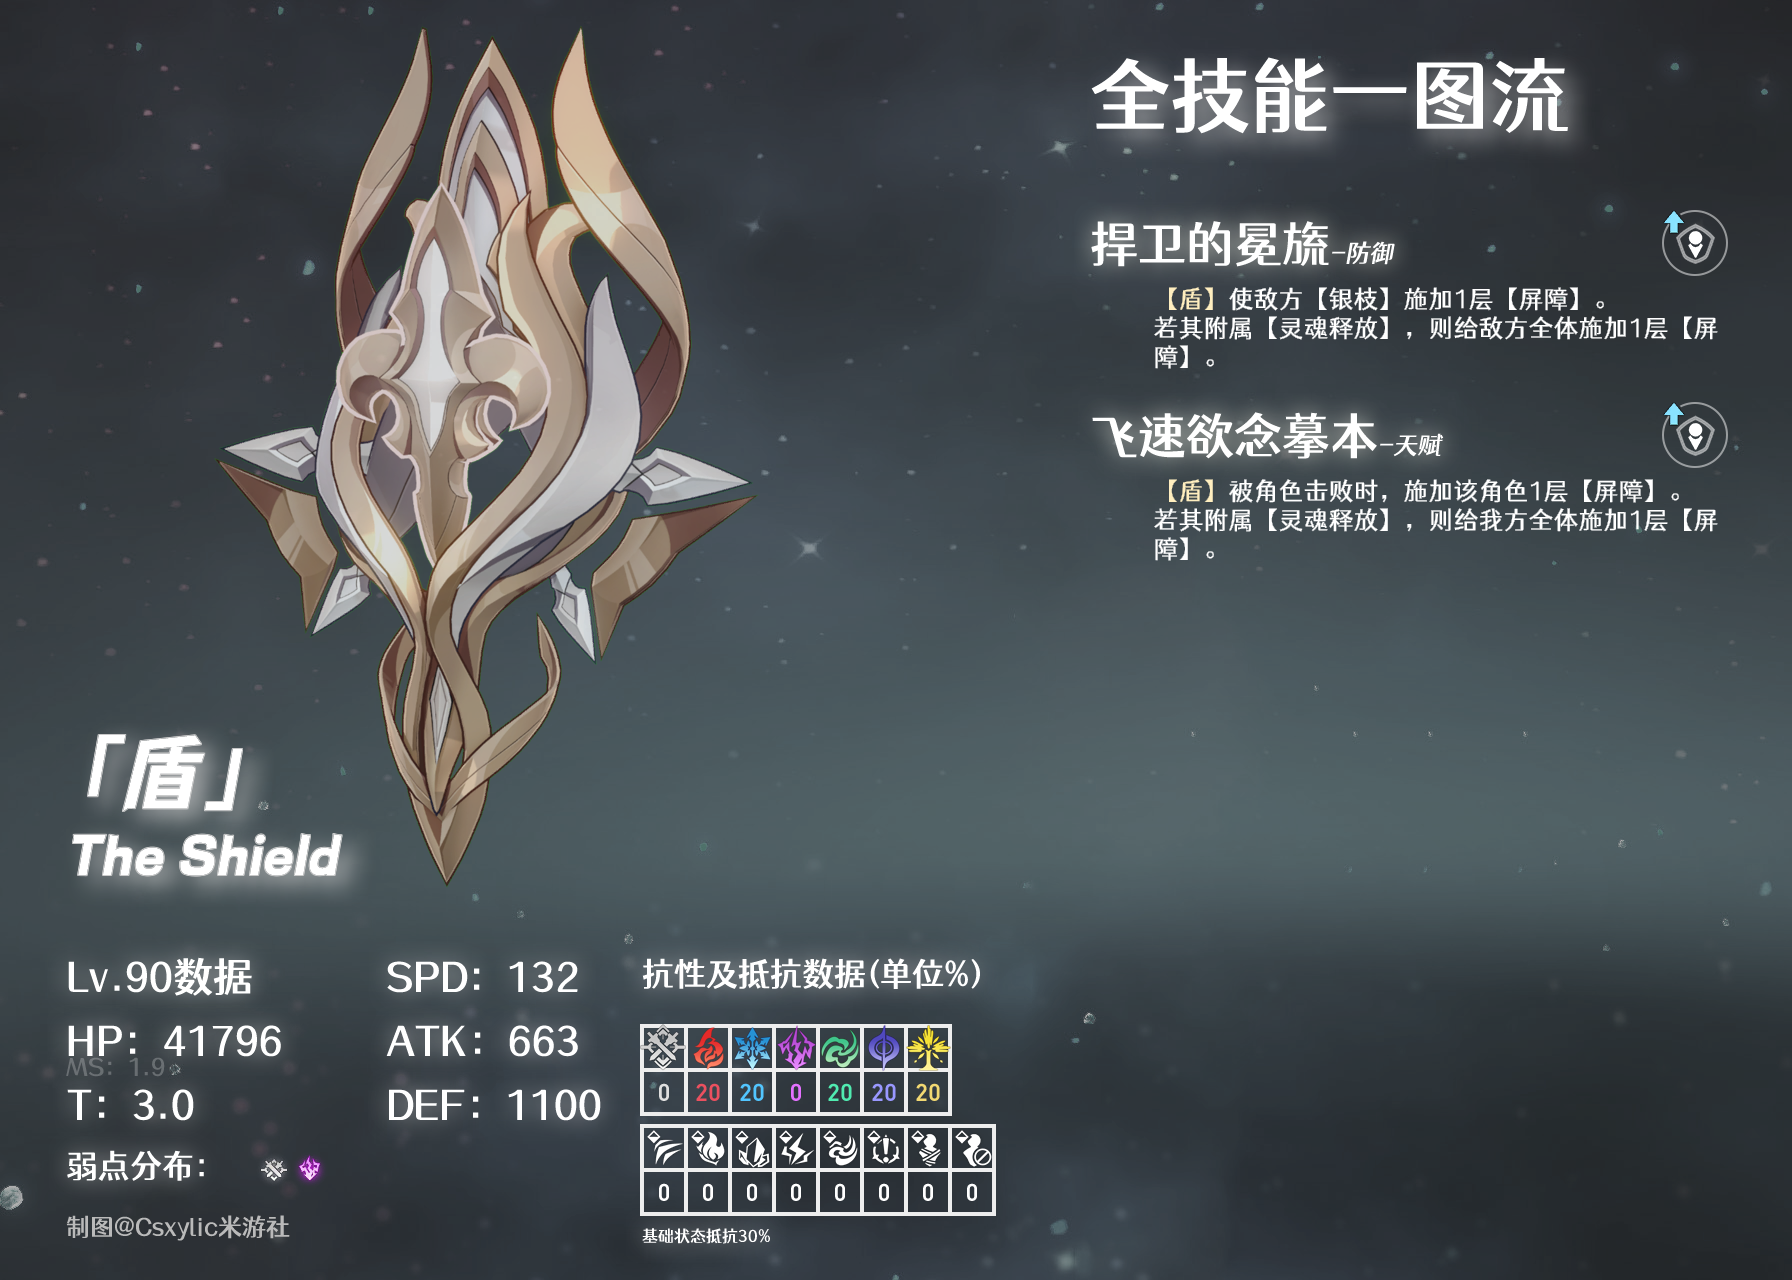 全技能一图流
捍卫的冕旒-防御
【盾】使敌方【银枝】施加1层【屏障】。
若其附属【灵魂释放】，则给敌方全体施加1层【屏
障】。
飞速欲念摹本-天赋
【盾】被角色击败时，施加该角色1层【屏障】。
若其附属【灵魂释放】，则给我方全体施加1层【屏
障】。
「盾」
The Shield
Lv.90数据
SPD：132
HP：41796
ATK：663
MS：1.9
T：3.0
DEF：1100
弱点分布：
制图@Csxylic米游社
抗性及抵抗数据(单位%)
0 20 20 0 20 20 20
0 0 0 0 0 0 0 0
基础状态抵抗30%